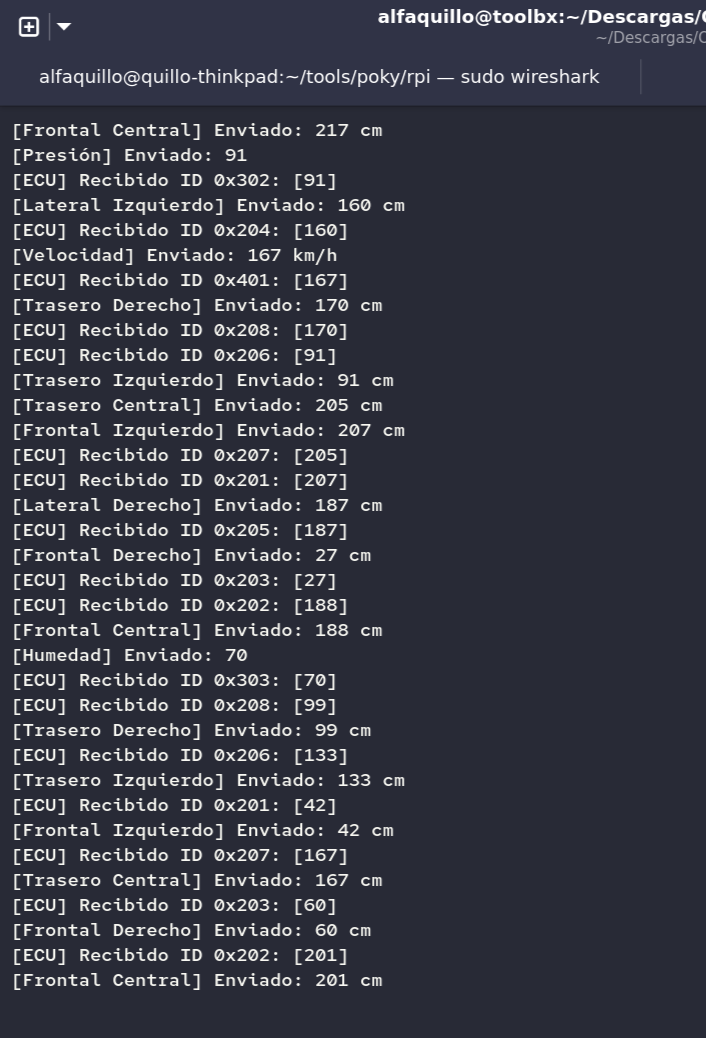 alfaquillo@toolbx:~/Descargas/
~/Descargas/
alfaquillo@quillo-thinkpad:~/tools/poky/rpi — sudo wireshark
[Frontal Central] Enviado: 217 cm
[Presión] Enviado: 91
[ECU] Recibido ID 0x302: [91]
[Lateral Izquierdo] Enviado: 160 cm
[ECU] Recibido ID 0x204: [160]
[Velocidad] Enviado: 167 km/h
[ECU] Recibido ID 0x401: [167]
[Trasero Derecho] Enviado: 170 cm
[ECU] Recibido ID 0x208: [170]
[ECU] Recibido ID 0x206: [91]
[Trasero Izquierdo] Enviado: 91 cm
[Trasero Central] Enviado: 205 cm
[Frontal Izquierdo] Enviado: 207 cm
[ECU] Recibido ID 0x207: [205]
[ECU] Recibido ID 0x201: [207]
[Lateral Derecho] Enviado: 187 cm
[ECU] Recibido ID 0x205: [187]
[Frontal Derecho] Enviado: 27 cm
[ECU] Recibido ID 0x203: [27]
[ECU] Recibido ID 0x202: [188]
[Frontal Central] Enviado: 188 cm
[Humedad] Enviado: 70
[ECU] Recibido ID 0x303: [70]
[ECU] Recibido ID 0x208: [99]
[Trasero Derecho] Enviado: 99 cm
[ECU] Recibido ID 0x206: [133]
[Trasero Izquierdo] Enviado: 133 cm
[ECU] Recibido ID 0x201: [42]
[Frontal Izquierdo] Enviado: 42 cm
[ECU] Recibido ID 0x207: [167]
[Trasero Central] Enviado: 167 cm
[ECU] Recibido ID 0x203: [60]
[Frontal Derecho] Enviado: 60 cm
[ECU] Recibido ID 0x202: [201]
[Frontal Central] Enviado: 201 cm